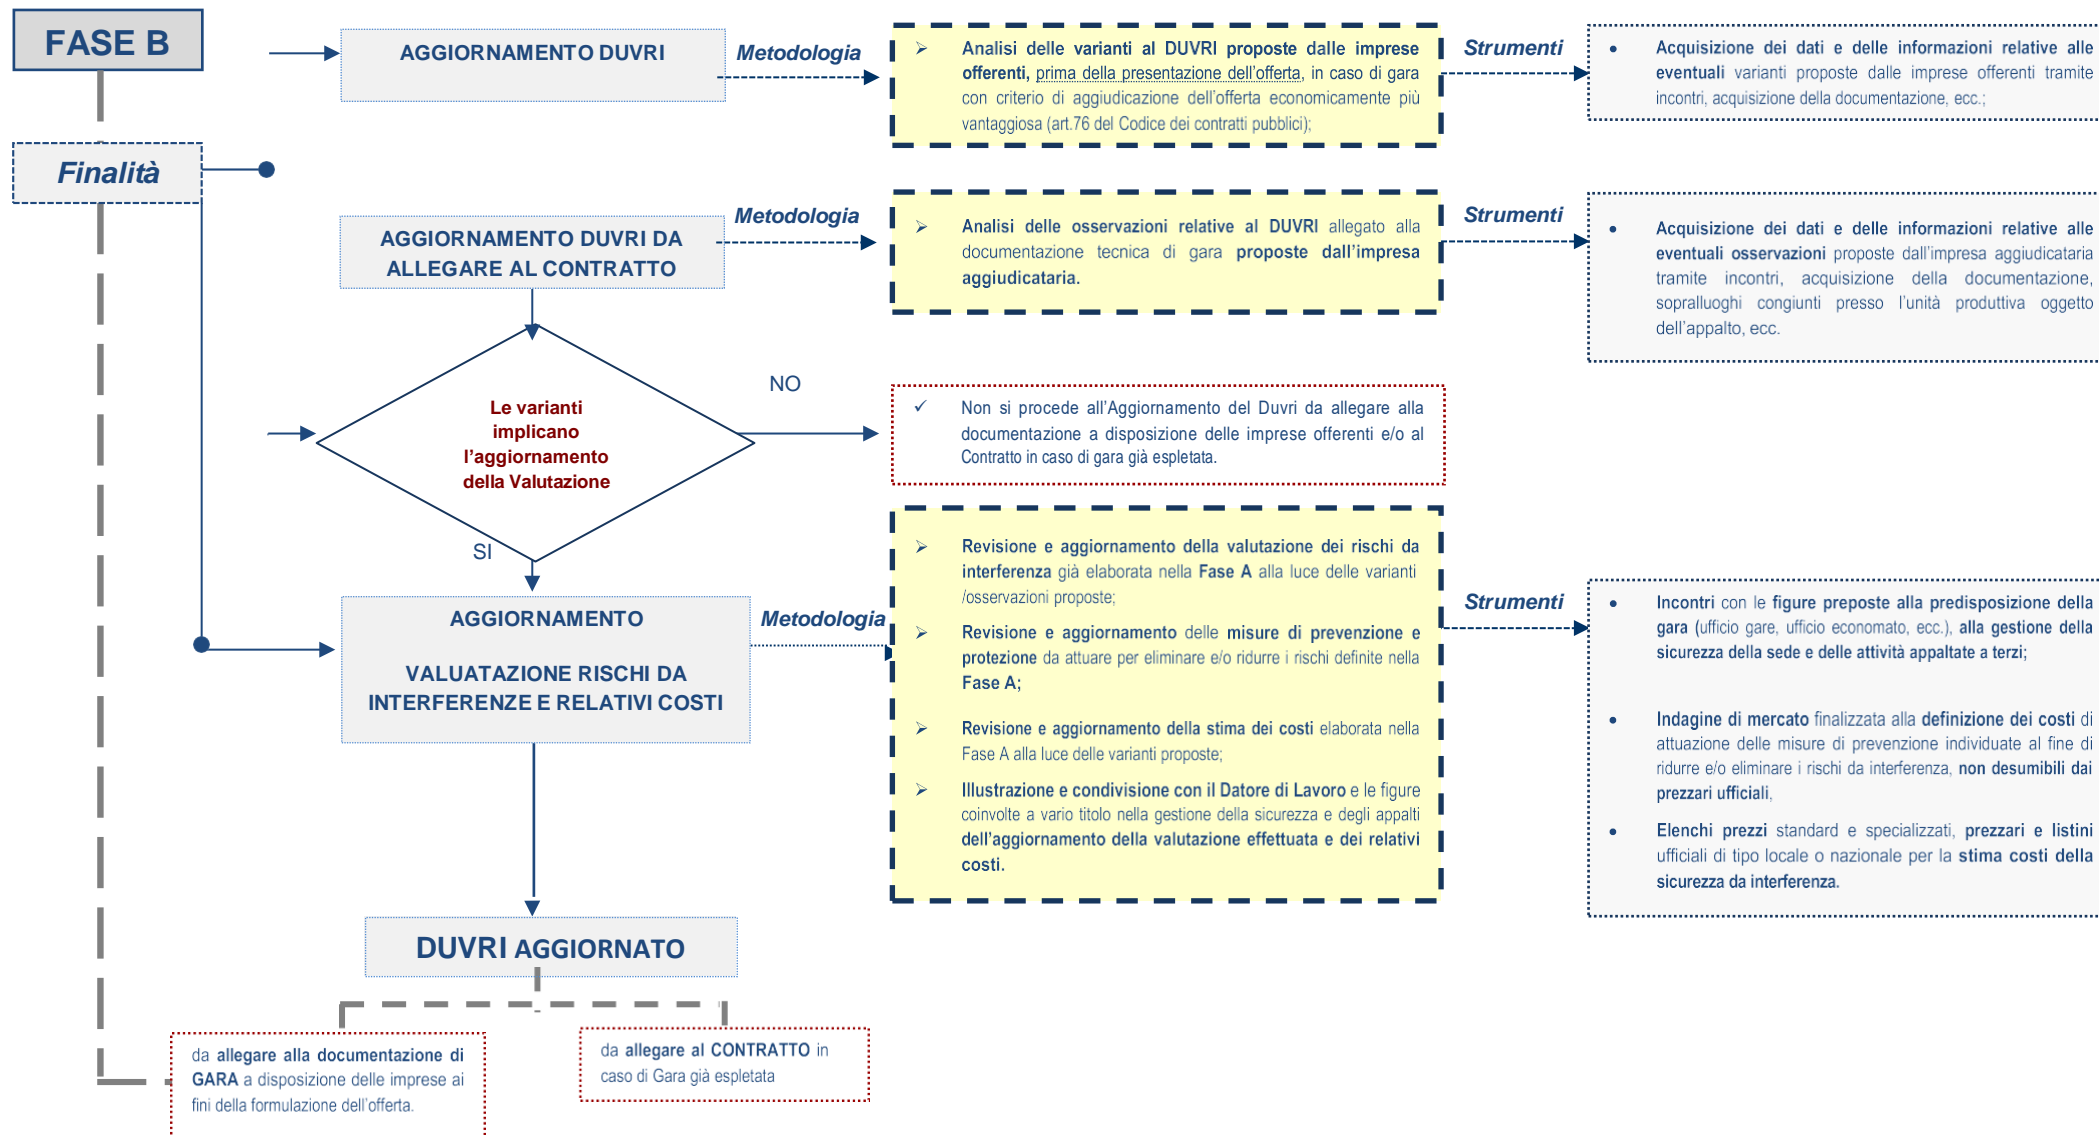 FASE B
AGGIORNAMENTO DUVRI
Metodologia
➢ Analisi delle varianti al DUVRI proposte dalle imprese
offerenti, prima della presentazione dell'offerta, in caso di gara
con criterio di aggiudicazione dell'offerta economicamente più
vantaggiosa (art.76 del Codice dei contratti pubblici);
Strumenti
• Acquisizione dei dati e delle informazioni relative alle
eventuali varianti proposte dalle imprese offerenti tramite
incontri, acquisizione della documentazione, ecc.;
Finalità
AGGIORNAMENTO DUVRI DA
ALLEGARE AL CONTRATTO
Metodologia
➢ Analisi delle osservazioni relative al DUVRI allegato alla
documentazione tecnica di gara proposte dall'impresa
aggiudicataria.
Strumenti
• Acquisizione dei dati e delle informazioni relative alle
eventuali osservazioni proposte dall'impresa aggiudicataria
tramite incontri, acquisizione della documentazione,
sopralluoghi congiunti presso l'unità produttiva oggetto
dell'appalto, ecc.
Le varianti
implicano
l'aggiornamento
della Valutazione
NO
✓ Non si procede all'Aggiornamento del Duvri da allegare alla
documentazione a disposizione delle imprese offerenti e/o al
Contratto in caso di gara già espletata.
SI
AGGIORNAMENTO
VALUATAZIONE RISCHI DA
INTERFERENZE E RELATIVI COSTI
Metodologia
➢ Revisione e aggiornamento della valutazione dei rischi da
interferenza già elaborata nella Fase A alla luce delle varianti
/osservazioni proposte;
➢ Revisione e aggiornamento delle misure di prevenzione e
protezione da attuare per eliminare e/o ridurre i rischi definite nella
Fase A;
➢ Revisione e aggiornamento della stima dei costi elaborata nella
Fase A alla luce delle varianti proposte;
➢ Illustrazione e condivisione con il Datore di Lavoro e le figure
coinvolte a vario titolo nella gestione della sicurezza e degli appalti
dell'aggiornamento della valutazione effettuata e dei relativi
costi.
Strumenti
• Incontri con le figure preposte alla predisposizione della
gara (ufficio gare, ufficio economato, ecc.), alla gestione della
sicurezza della sede e delle attività appaltate a terzi;
• Indagine di mercato finalizzata alla definizione dei costi di
attuazione delle misure di prevenzione individuate al fine di
ridurre e/o eliminare i rischi da interferenza, non desumibili dai
prezzari ufficiali,
• Elenchi prezzi standard e specializzati, prezzari e listini
ufficiali di tipo locale o nazionale per la stima costi della
sicurezza da interferenza.
DUVRI AGGIORNATO
da allegare alla documentazione di
GARA a disposizione delle imprese ai
fini della formulazione dell'offerta.
da allegare al CONTRATTO in
caso di Gara già espletata